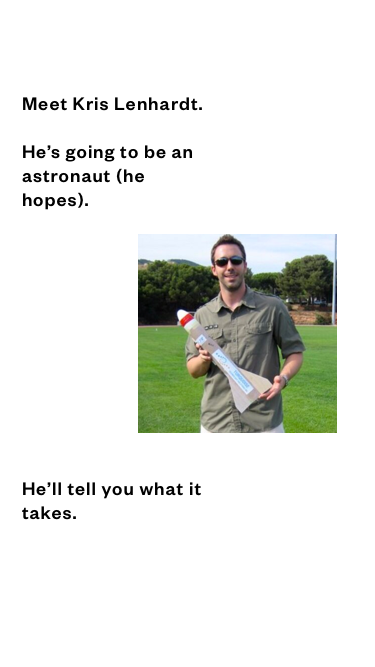 Meet Kris Lenhardt.
He’s going to be an
astronaut (he
hopes).
He’ll tell you what it
takes.